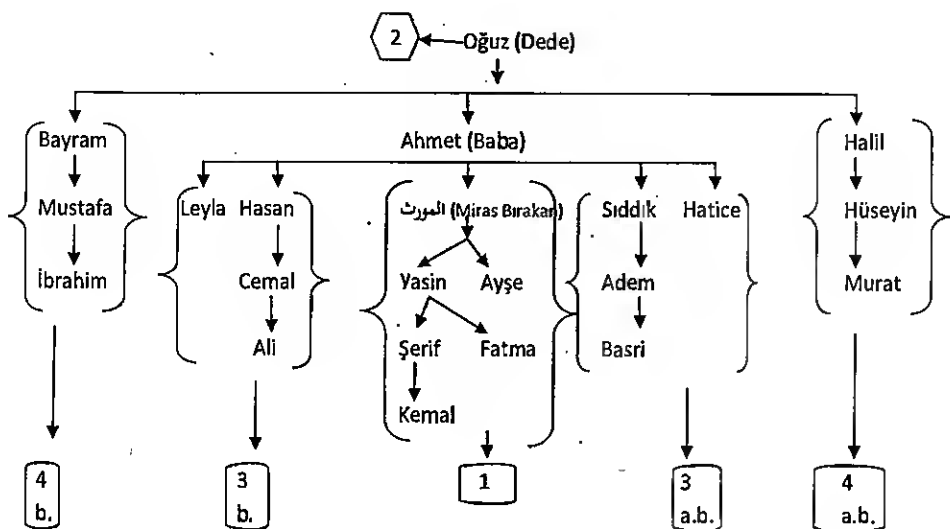 2 Oğuz (Dede)
Bayram Ahmet (Baba) Halil
Mustafa Leyla Hasan المورث (Miras Bırakan) Sıddık Hatice Hüseyin
İbrahim Cemal Yasin Ayşe Adem Murat
Ali Şerif Fatma Basri
Kemal
4 3 1 3 4
b. b. a.b. a.b.